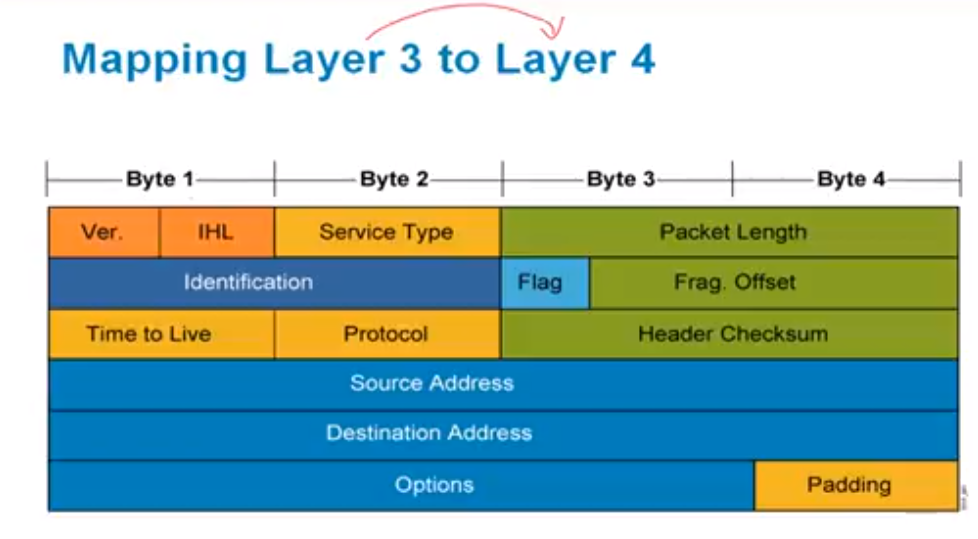 Mapping Layer 3 to Layer 4
Byte 1 Byte 2 Byte 3 Byte 4
Ver. IHL Service Type Packet Length
Identification Flag Frag. Offset
Time to Live Protocol Header Checksum
Source Address
Destination Address
Options Padding